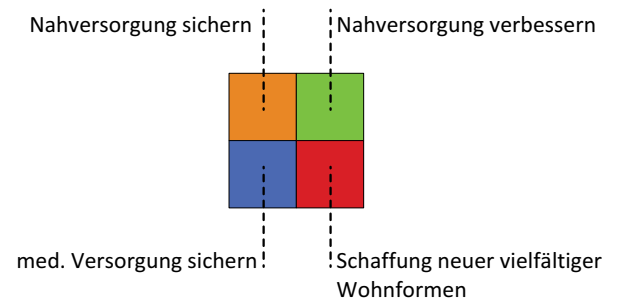 Nahversorgung sichern
Nahversorgung verbessern
med. Versorgung sichern
Schaffung neuer vielfältiger
Wohnformen